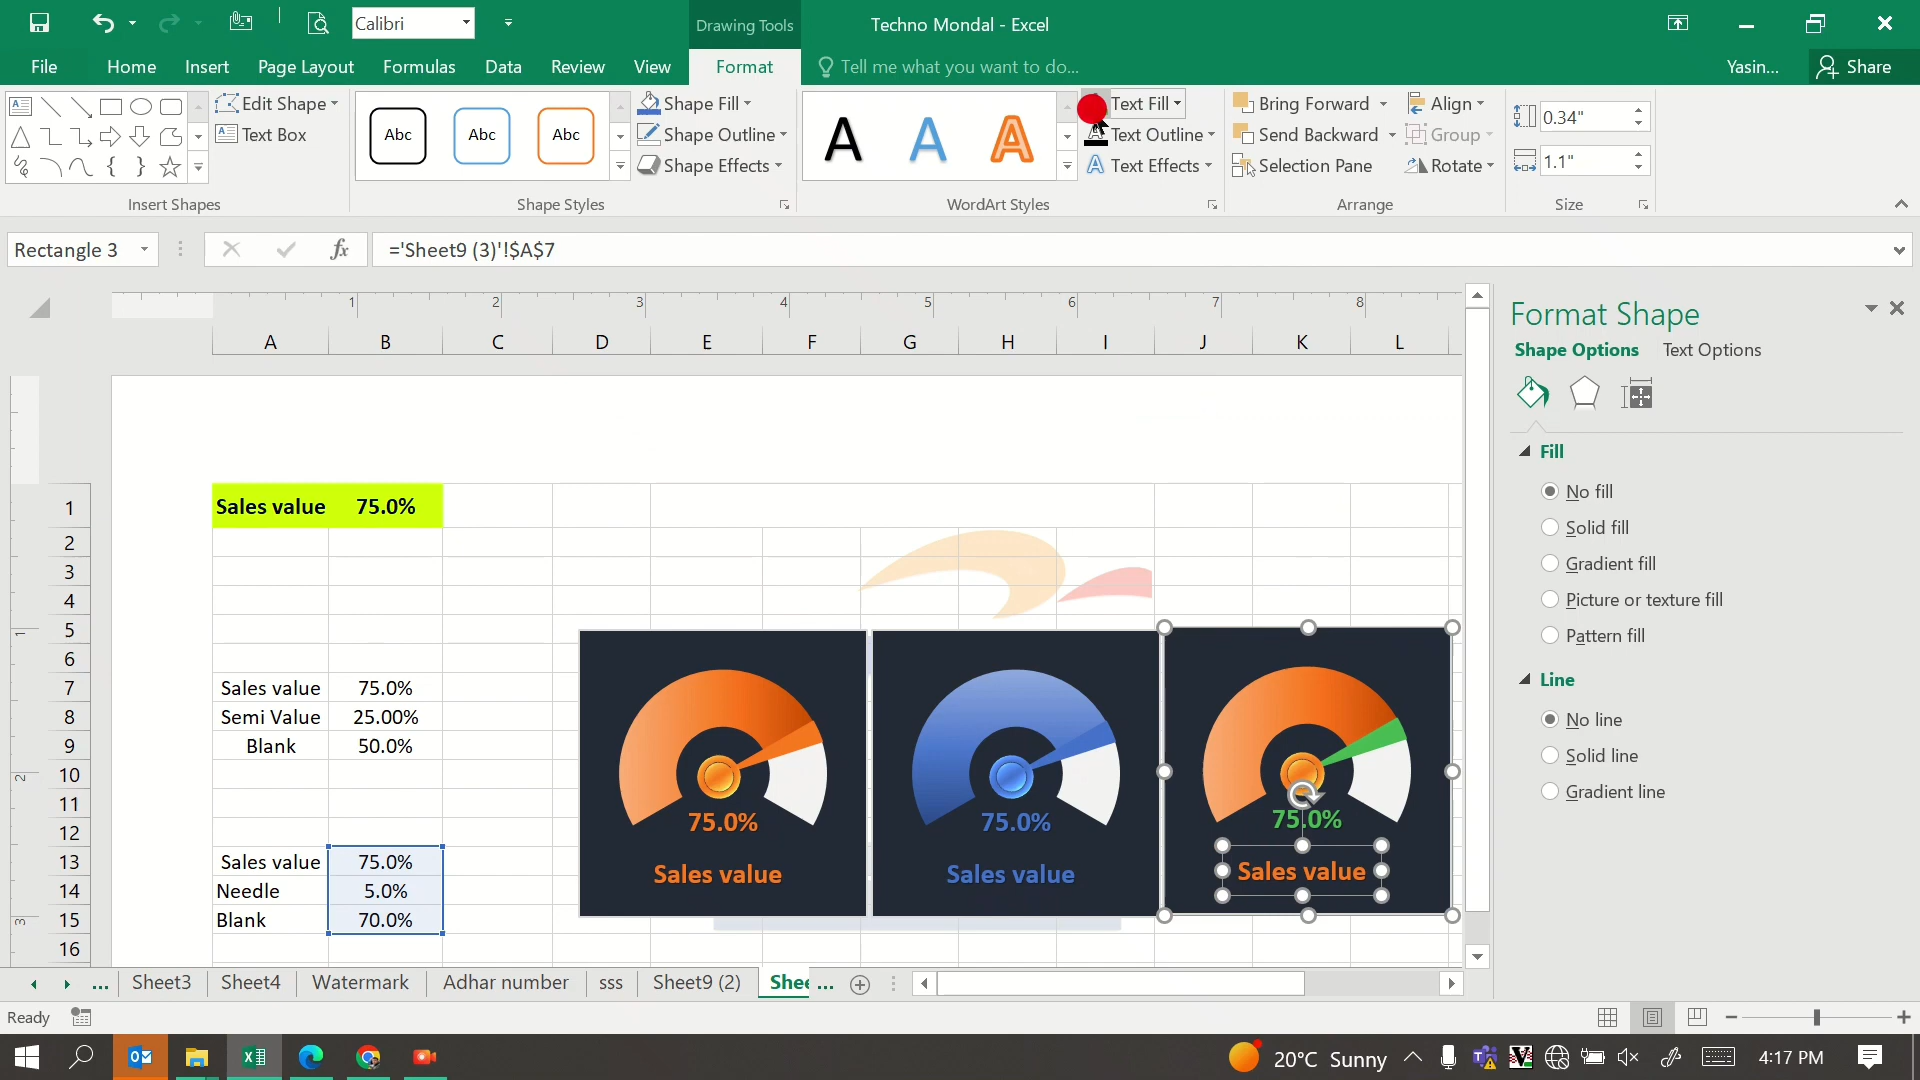 Calibri
Drawing Tools
Techno Mondal - Excel
File Home Insert Page Layout Formulas Data Review View Format Tell me what you want to do... Yasin... Share
Edit Shape
Text Box
Insert Shapes
Abc Abc Abc
Shape Fill
Shape Outline
Shape Effects
Shape Styles
A A A
Text Fill
Text Outline
Text Effects
WordArt Styles
Bring Forward
Send Backward
Selection Pane
Align
Group
Rotate
Arrange
0.34"
1.1"
Size
Rectangle 3
fx
='Sheet9 (3)'!$A$7
1 2 3 4 5 6 7 8
A B C D E F G H I J K L
1 Sales value 75.0%
2
3
4
5
6
7 Sales value 75.0%
8 Semi Value 25.00%
9 Blank 50.0%
10
11
12
13 Sales value 75.0%
14 Needle 5.0%
15 Blank 70.0%
16
1
2
3
75.0%
Sales value
75.0%
Sales value
75.0%
Sales value
Format Shape
Shape Options Text Options
Fill
No fill
Solid fill
Gradient fill
Picture or texture fill
Pattern fill
Line
No line
Solid line
Gradient line
... Sheet3 Sheet4 Watermark Adhar number sss Sheet9 (2) Shee ...
Ready
20°C Sunny
4:17 PM